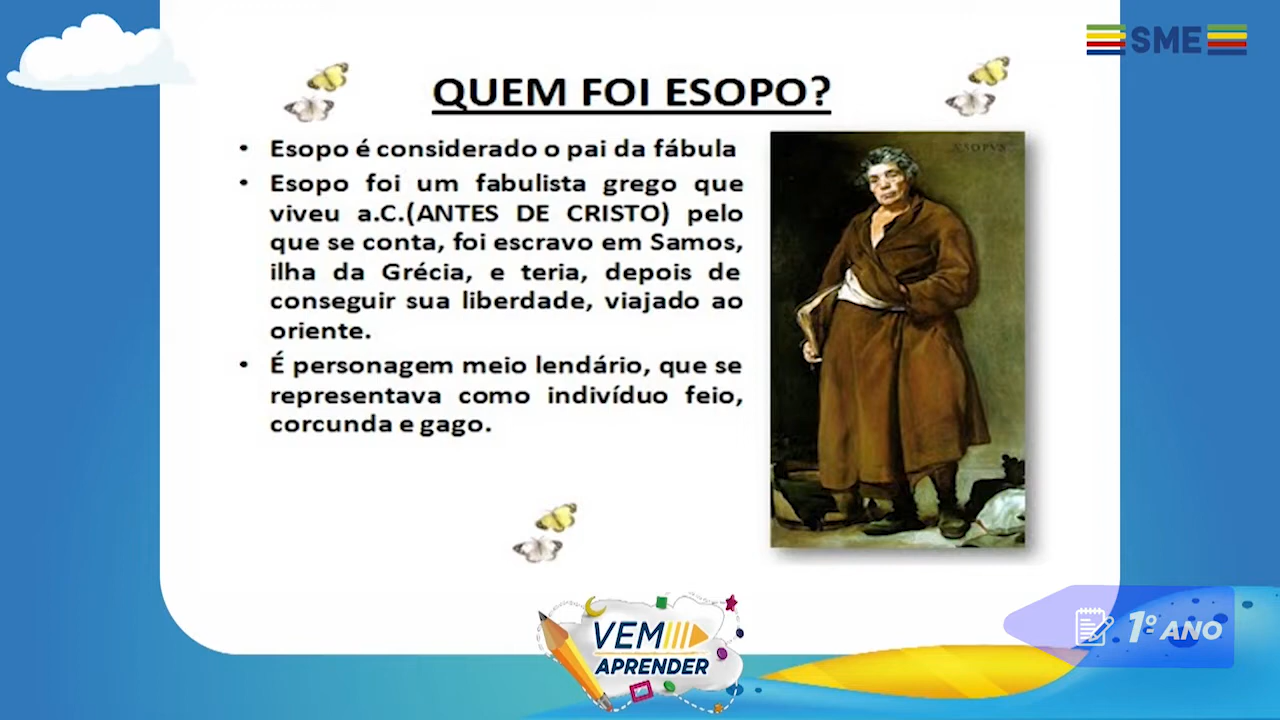 SME
QUEM FOI ESOPO?
• Esopo é considerado o pai da fábula
• Esopo foi um fabulista grego que
viveu a.C.(ANTES DE CRISTO) pelo
que se conta, foi escravo em Samos,
ilha da Grécia, e teria, depois de
conseguir sua liberdade, viajado ao
oriente.
• É personagem meio lendário, que se
representava como indivíduo feio,
corcunda e gago.
VEM
APRENDER
1º ANO